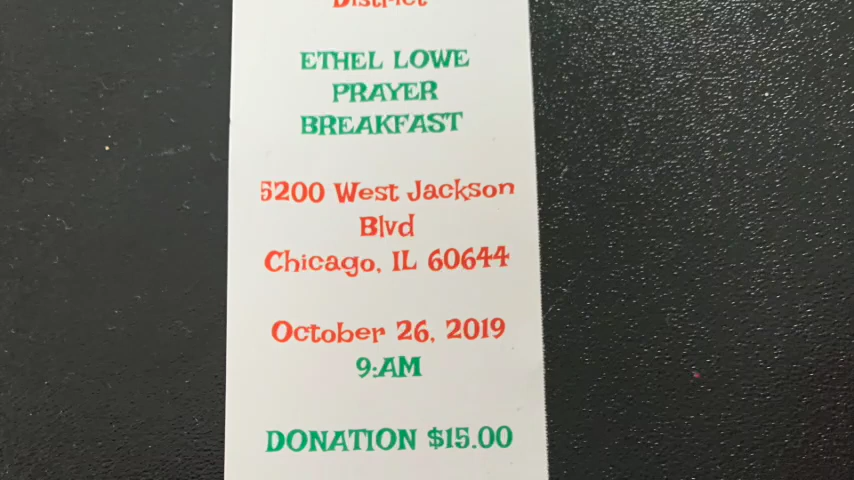 District
ETHEL LOWE
PRAYER
BREAKFAST
5200 West Jackson
Blvd
Chicago, IL 60644
October 26, 2019
9:AM
DONATION $15.00